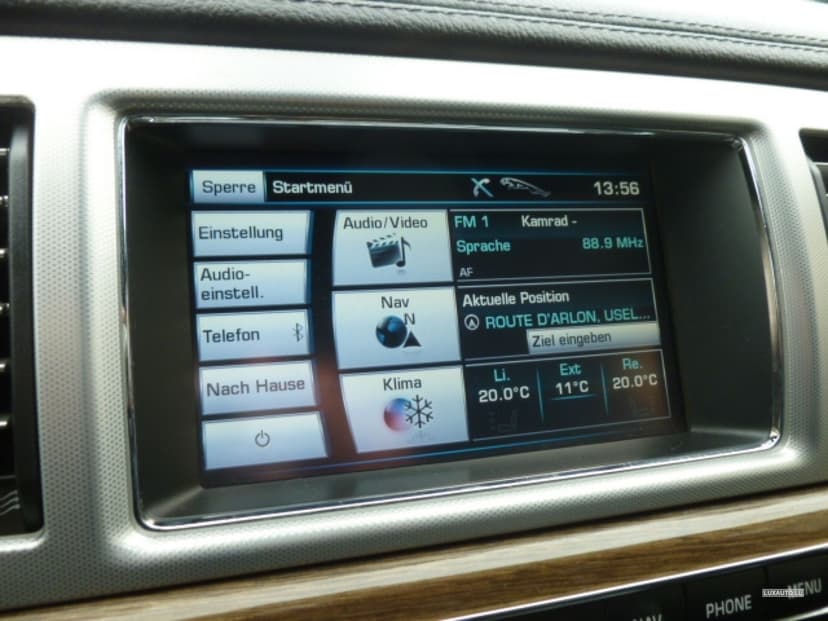 Sperre Startmenü 13:56
Einstellung
Audio-
einstell.
Telefon
Nach Hause
Audio/Video
Nav
N
Klima
FM 1 Kamrad -
Sprache 88.9 MHz
AF
Aktuelle Position
ROUTE D'ARLON, USEL...
Ziel eingeben
Li. Ext Re.
20.0°C 11°C 20.0°C
NAV PHONE MENU
LUXAUTO.LU